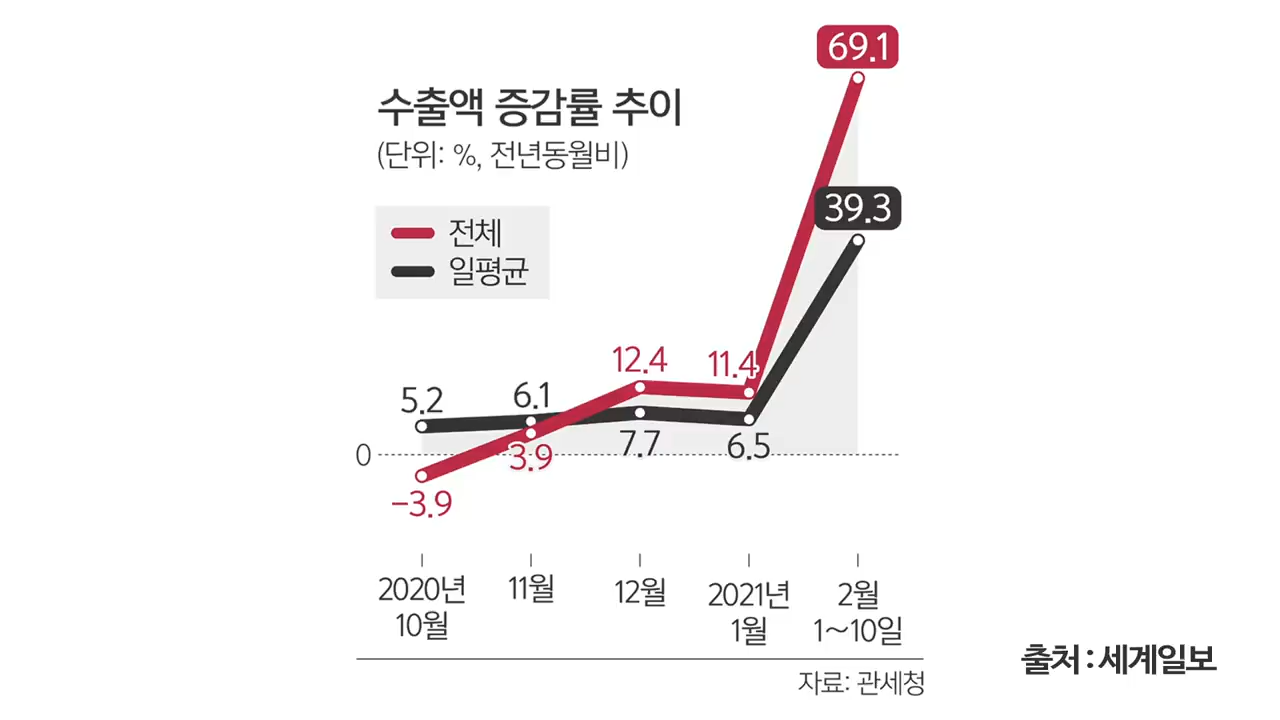 수출액 증감률 추이
(단위: %, 전년동월비)
전체
일평균
69.1
39.3
12.4
11.4
5.2
6.1
7.7
6.5
3.9
0
−3.9
2020년
10월
11월
12월
2021년
1월
2월
1~10일
자료: 관세청
출처 : 세계일보